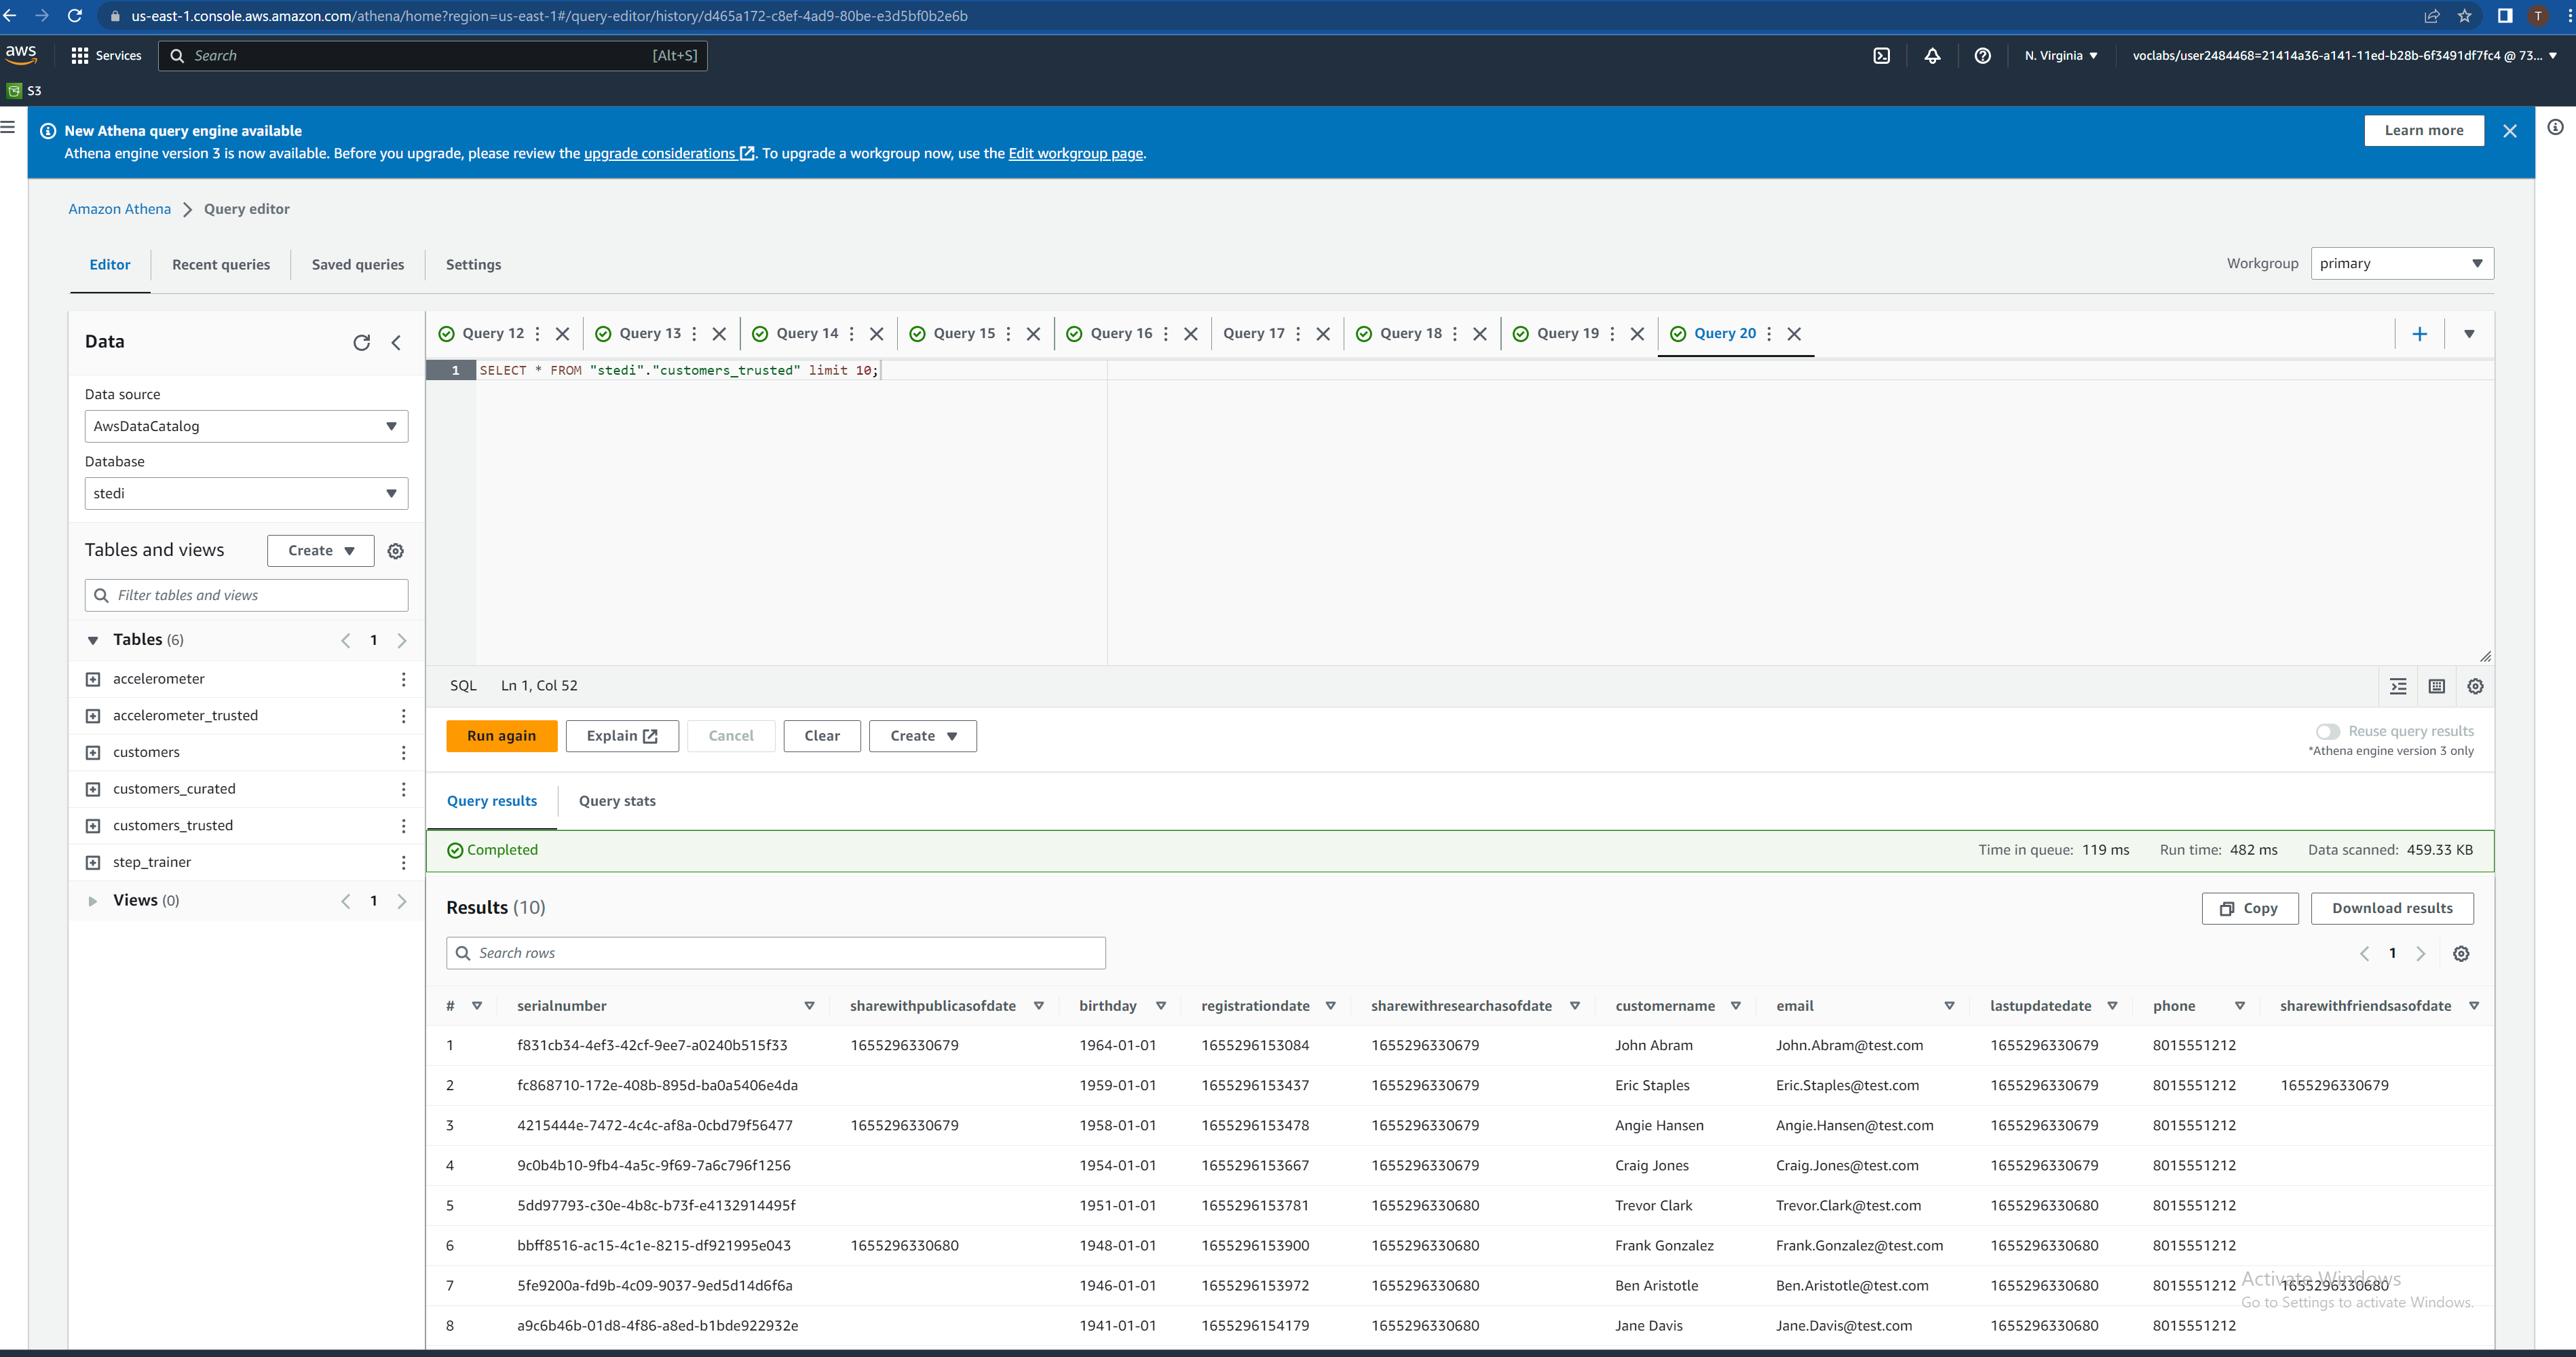 us-east-1.console.aws.amazon.com/athena/home?region=us-east-1#/query-editor/history/d465a172-c8ef-4ad9-80be-e3d5bf0b2e6b T
aws Services Search [Alt+S] N. Virginia voclabs/user2484468=21414a36-a141-11ed-b28b-6f3491df7fc4 @ 73...
S3
New Athena query engine available
Athena engine version 3 is now available. Before you upgrade, please review the upgrade considerations. To upgrade a workgroup now, use the Edit workgroup page.
Learn more
Amazon Athena Query editor
Editor Recent queries Saved queries Settings
Workgroup primary
Data
Data source
AwsDataCatalog
Database
stedi
Tables and views Create
Filter tables and views
Tables (6) 1
accelerometer
accelerometer_trusted
customers
customers_curated
customers_trusted
step_trainer
Views (0) 1
Query 12 Query 13 Query 14 Query 15 Query 16 Query 17 Query 18 Query 19 Query 20
1 SELECT * FROM "stedi"."customers_trusted" limit 10;
SQL Ln 1, Col 52
Run again Explain Cancel Clear Create
Reuse query results
*Athena engine version 3 only
Query results Query stats
Completed Time in queue: 119 ms Run time: 482 ms Data scanned: 459.33 KB
Results (10) Copy Download results
Search rows 1
# serialnumber sharewithpublicasofdate birthday registrationdate sharewithresearchasofdate customername email lastupdatedate phone sharewithfriendsasofdate
1 f831cb34-4ef3-42cf-9ee7-a0240b515f33 1655296330679 1964-01-01 1655296153084 1655296330679 John Abram John.Abram@test.com 1655296330679 8015551212
2 fc868710-172e-408b-895d-ba0a5406e4da 1959-01-01 1655296153437 1655296330679 Eric Staples Eric.Staples@test.com 1655296330679 8015551212 1655296330679
3 4215444e-7472-4c4c-af8a-0cbd79f56477 1655296330679 1958-01-01 1655296153478 1655296330679 Angie Hansen Angie.Hansen@test.com 1655296330679 8015551212
4 9c0b4b10-9fb4-4a5c-9f69-7a6c796f1256 1954-01-01 1655296153667 1655296330679 Craig Jones Craig.Jones@test.com 1655296330679 8015551212
5 5dd97793-c30e-4b8c-b73f-e4132914495f 1951-01-01 1655296153781 1655296330680 Trevor Clark Trevor.Clark@test.com 1655296330680 8015551212
6 bbff8516-ac15-4c1e-8215-df921995e043 1655296330680 1948-01-01 1655296153900 1655296330680 Frank Gonzalez Frank.Gonzalez@test.com 1655296330680 8015551212
7 5fe9200a-fd9b-4c09-9037-9ed5d14d6f6a 1946-01-01 1655296153972 1655296330680 Ben Aristotle Ben.Aristotle@test.com 1655296330680 8015551212 1655296330680
8 a9c6b46b-01d8-4f86-a8ed-b1bde922932e 1941-01-01 1655296154179 1655296330680 Jane Davis Jane.Davis@test.com 1655296330680 8015551212
Activate Windows
Go to Settings to activate Windows.